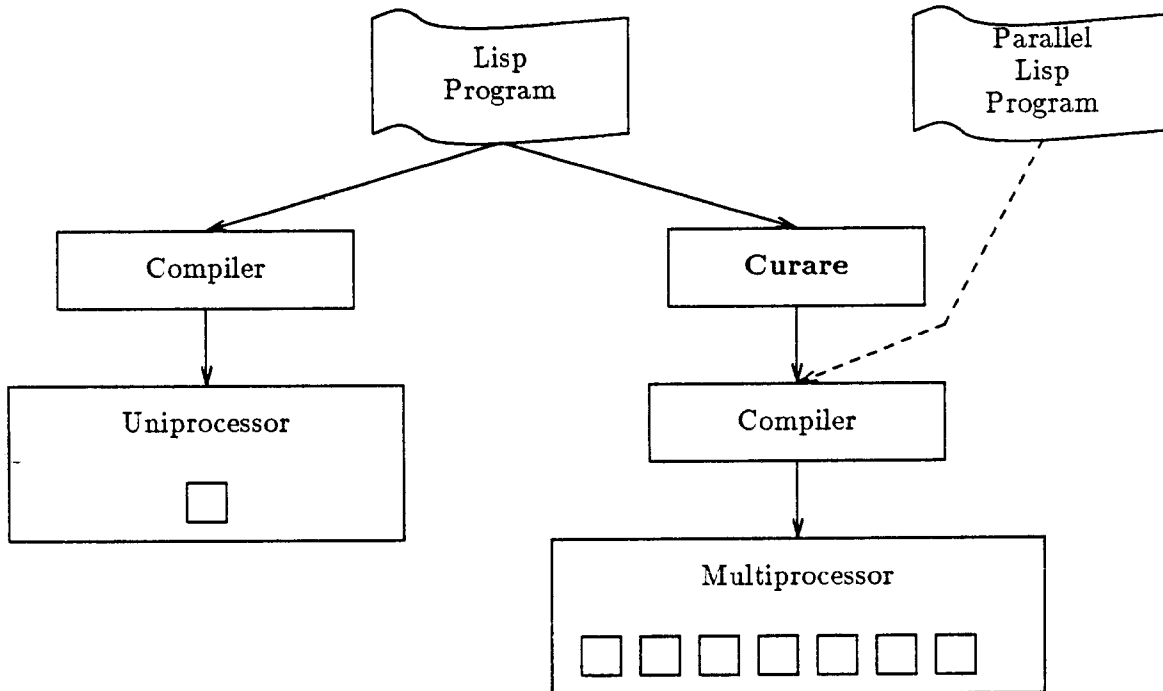 Lisp
Program
Parallel
Lisp
Program
Compiler
Curare
Uniprocessor
Compiler
Multiprocessor